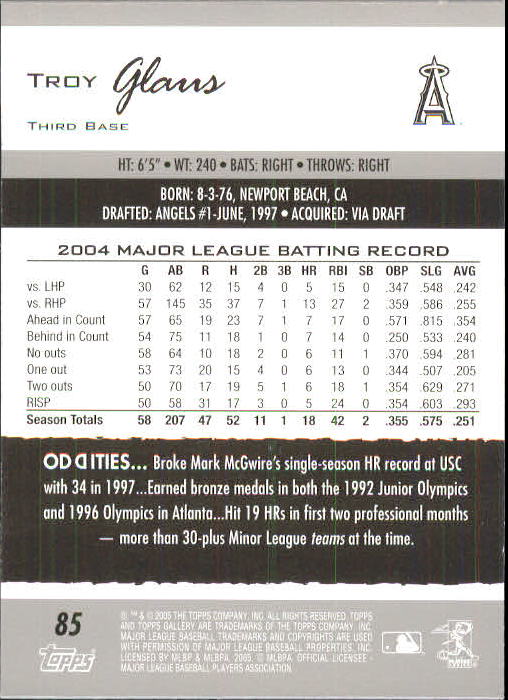 TROY Glaus
THIRD BASE
HT: 6'5" • WT: 240 • BATS: RIGHT • THROWS: RIGHT
BORN: 8-3-76, NEWPORT BEACH, CA
DRAFTED: ANGELS #1-JUNE, 1997 • ACQUIRED: VIA DRAFT
2004 MAJOR LEAGUE BATTING RECORD
G AB R H 2B 3B HR RBI SB OBP SLG AVG
vs. LHP 30 62 12 15 4 0 5 15 0 .347 .548 .242
vs. RHP 57 145 35 37 7 1 13 27 2 .359 .586 .255
Ahead in Count 57 65 19 23 7 1 7 17 0 .571 .815 .354
Behind in Count 54 75 11 18 1 0 7 14 0 .250 .533 .240
No outs 58 64 10 18 2 0 6 11 1 .370 .594 .281
One out 53 73 20 15 4 0 6 13 0 .344 .507 .205
Two outs 50 70 17 19 5 1 6 18 1 .354 .629 .271
RISP 50 58 31 17 3 0 5 24 0 .354 .603 .293
Season Totals 58 207 47 52 11 1 18 42 2 .355 .575 .251
ODDITIES... Broke Mark McGwire's single-season HR record at USC
with 34 in 1997...Earned bronze medals in both the 1992 Junior Olympics
and 1996 Olympics in Atlanta...Hit 19 HRs in first two professional months
— more than 30-plus Minor League teams at the time.
85
® ™ & © 2005 THE TOPPS COMPANY, INC. ALL RIGHTS RESERVED. TOPPS
AND TOPPS GALLERY ARE TRADEMARKS OF THE TOPPS COMPANY, INC.
MAJOR LEAGUE BASEBALL TRADEMARKS AND COPYRIGHTS ARE USED
WITH PERMISSION OF MAJOR LEAGUE BASEBALL PROPERTIES, INC.
LICENSED BY MLBP & MLBPA, 2005. © MLBPA. OFFICIAL LICENSEE -
MAJOR LEAGUE BASEBALL PLAYERS ASSOCIATION.
Topps